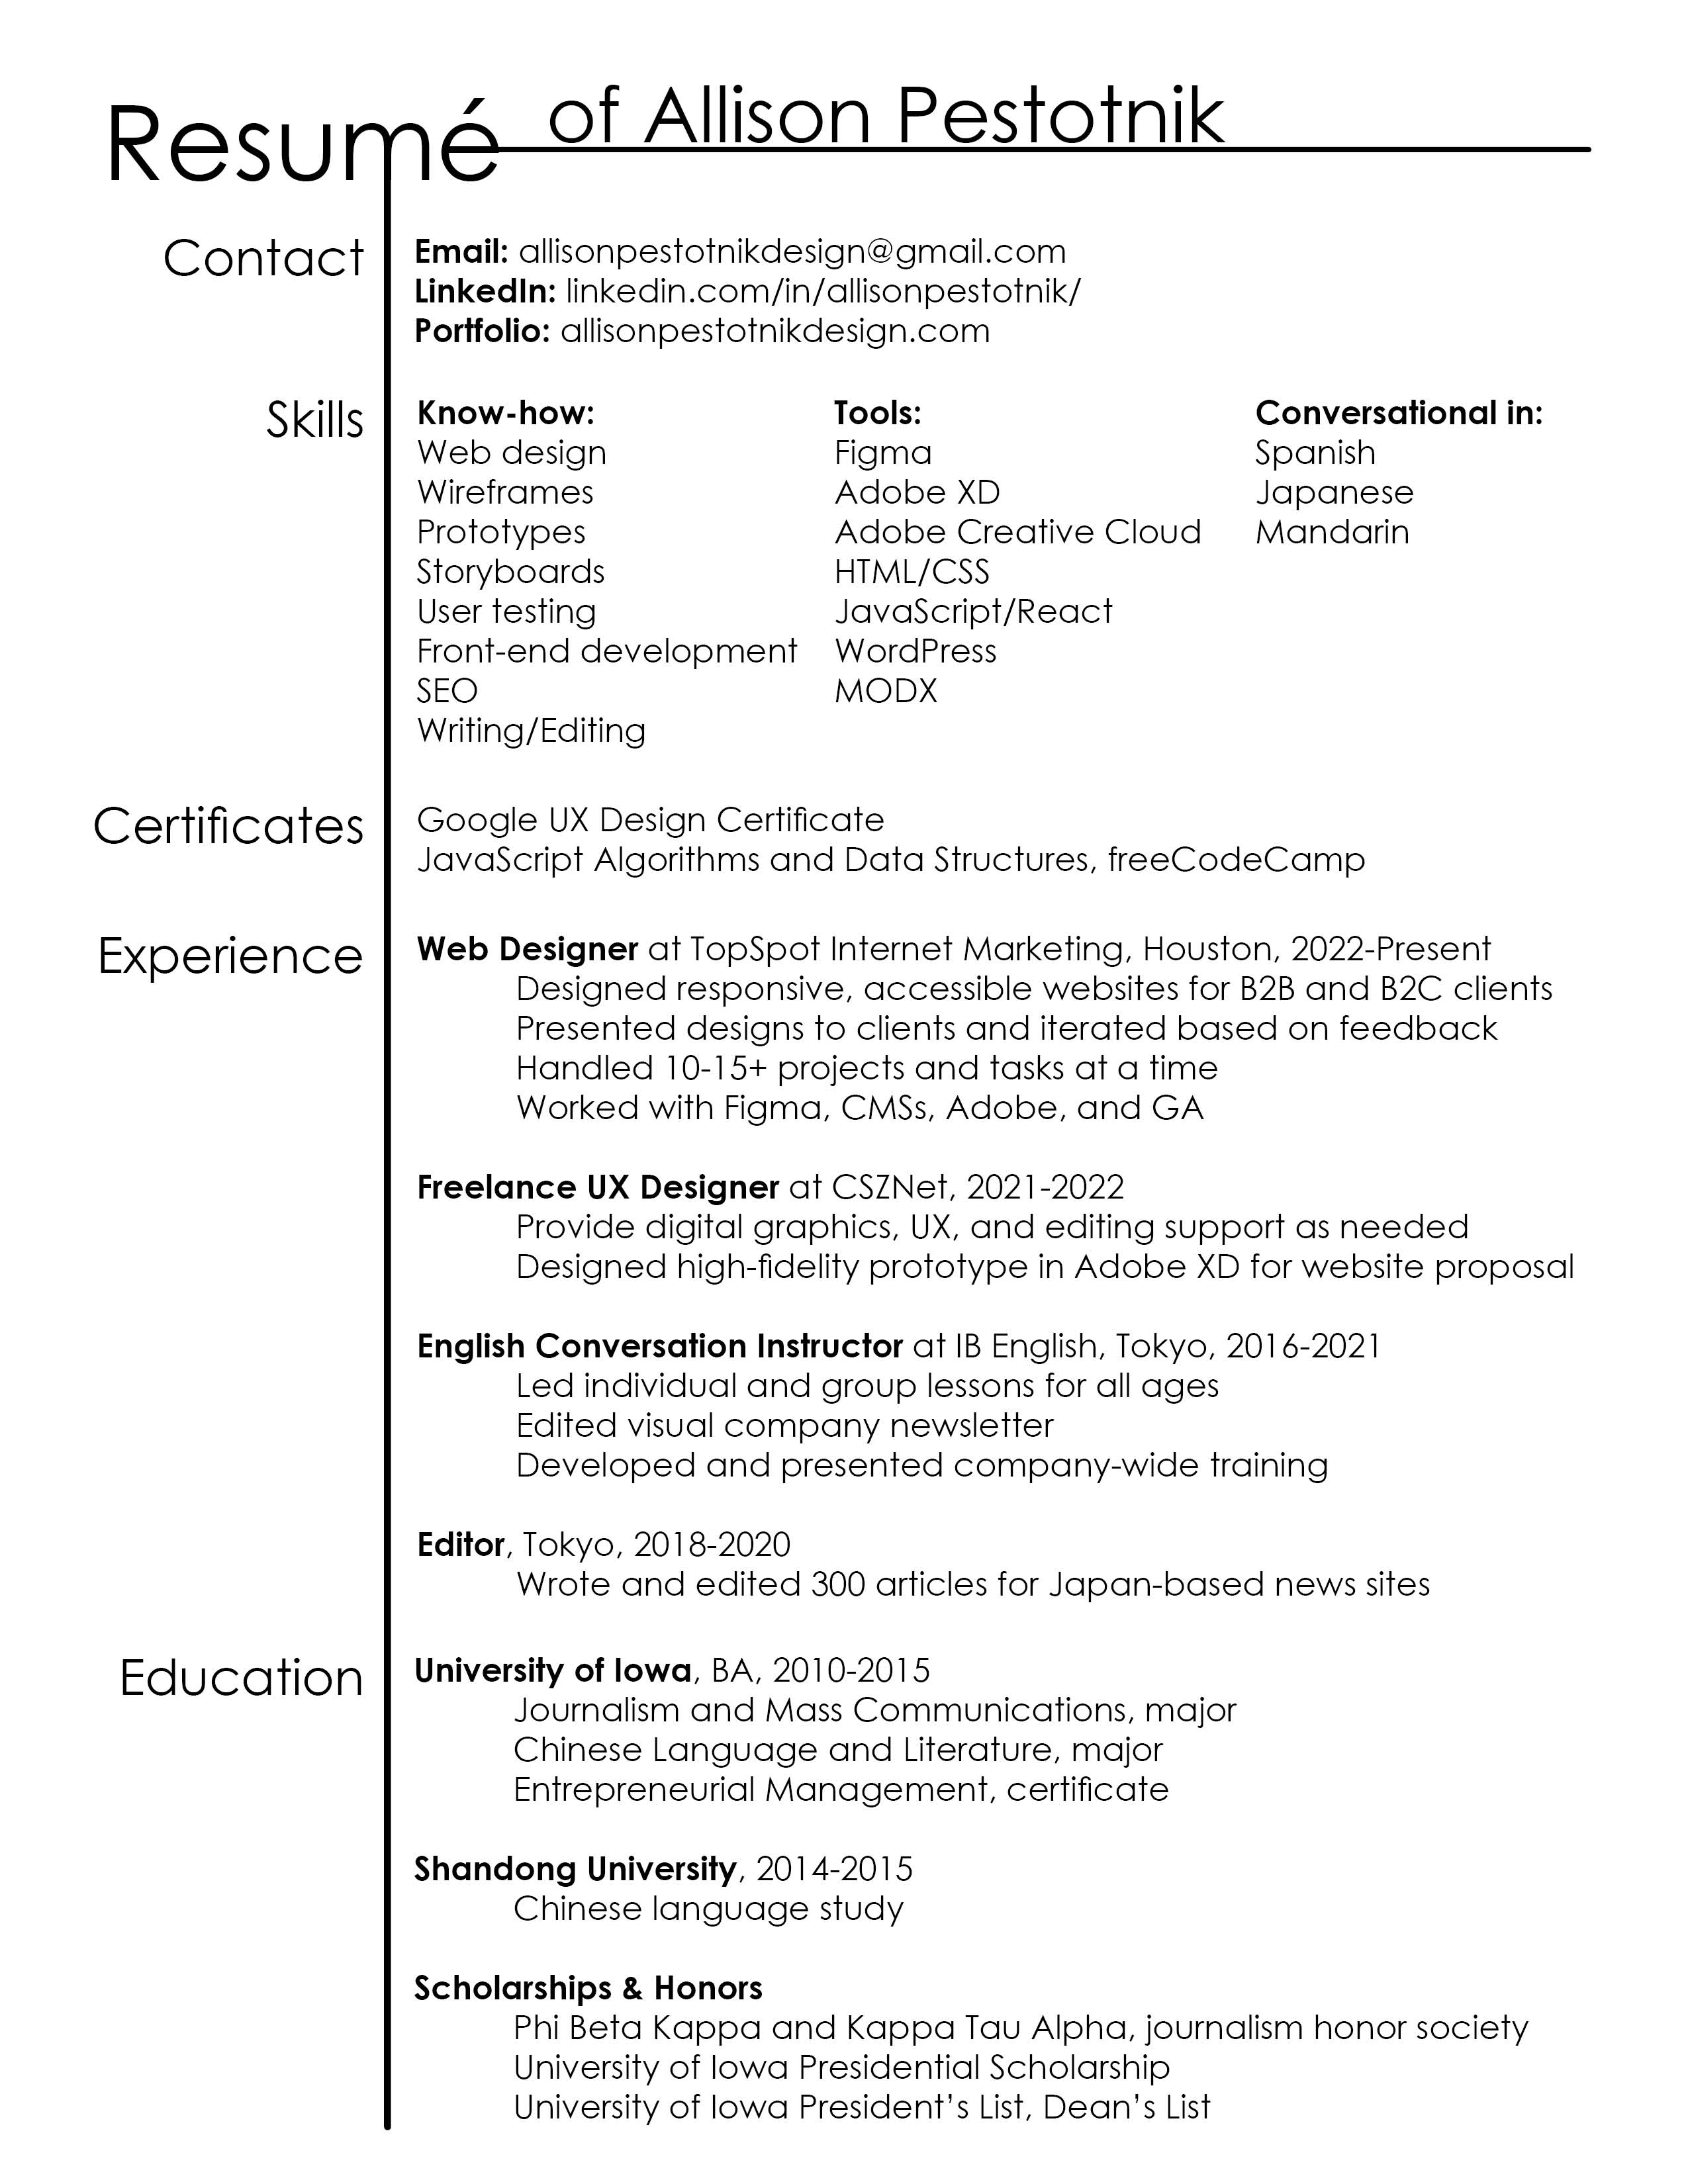 Resumé of Allison Pestotnik
Contact
Email: allisonpestotnikdesign@gmail.com
LinkedIn: linkedin.com/in/allisonpestotnik/
Portfolio: allisonpestotnikdesign.com
Skills
Know-how:
Web design
Wireframes
Prototypes
Storyboards
User testing
Front-end development
SEO
Writing/Editing
Tools:
Figma
Adobe XD
Adobe Creative Cloud
HTML/CSS
JavaScript/React
WordPress
MODX
Conversational in:
Spanish
Japanese
Mandarin
Certificates
Google UX Design Certificate
JavaScript Algorithms and Data Structures, freeCodeCamp
Experience
Web Designer at TopSpot Internet Marketing, Houston, 2022-Present
Designed responsive, accessible websites for B2B and B2C clients
Presented designs to clients and iterated based on feedback
Handled 10-15+ projects and tasks at a time
Worked with Figma, CMSs, Adobe, and GA
Freelance UX Designer at CSZNet, 2021-2022
Provide digital graphics, UX, and editing support as needed
Designed high-fidelity prototype in Adobe XD for website proposal
English Conversation Instructor at IB English, Tokyo, 2016-2021
Led individual and group lessons for all ages
Edited visual company newsletter
Developed and presented company-wide training
Editor, Tokyo, 2018-2020
Wrote and edited 300 articles for Japan-based news sites
Education
University of Iowa, BA, 2010-2015
Journalism and Mass Communications, major
Chinese Language and Literature, major
Entrepreneurial Management, certificate
Shandong University, 2014-2015
Chinese language study
Scholarships & Honors
Phi Beta Kappa and Kappa Tau Alpha, journalism honor society
University of Iowa Presidential Scholarship
University of Iowa President’s List, Dean’s List